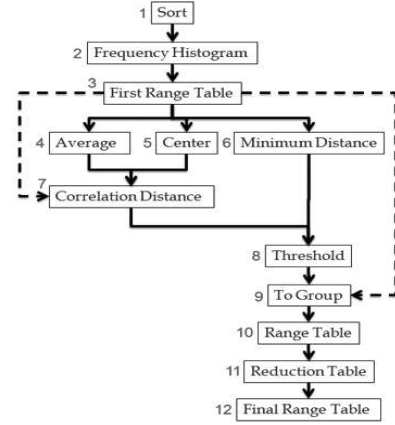 1 Sort
2 Frequency Histogram
3 First Range Table
4 Average 5 Center 6 Minimum Distance
7 Correlation Distance
8 Threshold
9 To Group
10 Range Table
11 Reduction Table
12 Final Range Table